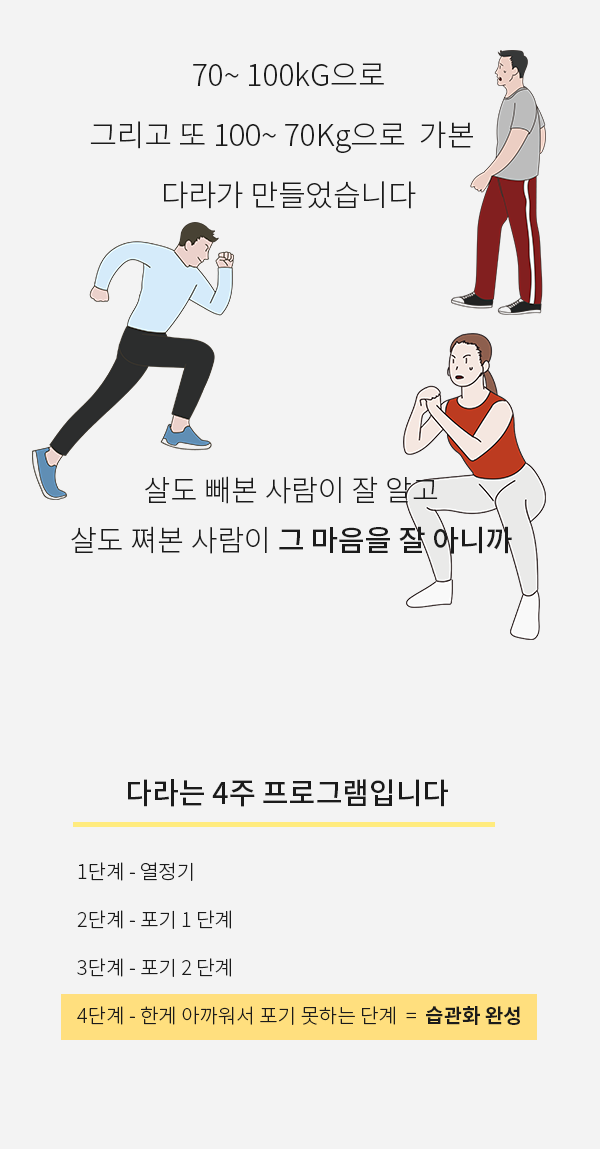 70~ 100kG으로
그리고 또 100~ 70Kg으로 가본
다라가 만들었습니다
살도 빼본 사람이 잘 알고
살도 쪄본 사람이 그 마음을 잘 아니까
다라는 4주 프로그램입니다
1단계 - 열정기
2단계 - 포기 1 단계
3단계 - 포기 2 단계
4단계 - 한게 아까워서 포기 못하는 단계 = 습관화 완성